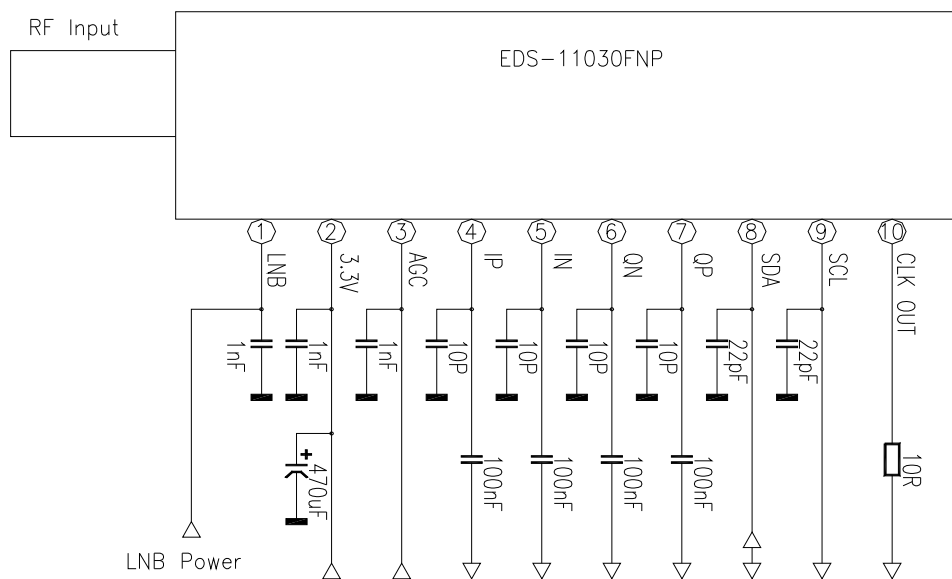 RF Input
EDS-11030FNP
1
2
3
4
5
6
7
8
9
10
LNB
3.3V
AGC
IP
IN
QN
QP
SDA
SCL
CLK OUT
1nF
1nF
1nF
10P
10P
10P
10P
22pF
22pF
+
470uF
100nF
100nF
100nF
100nF
10R
LNB Power